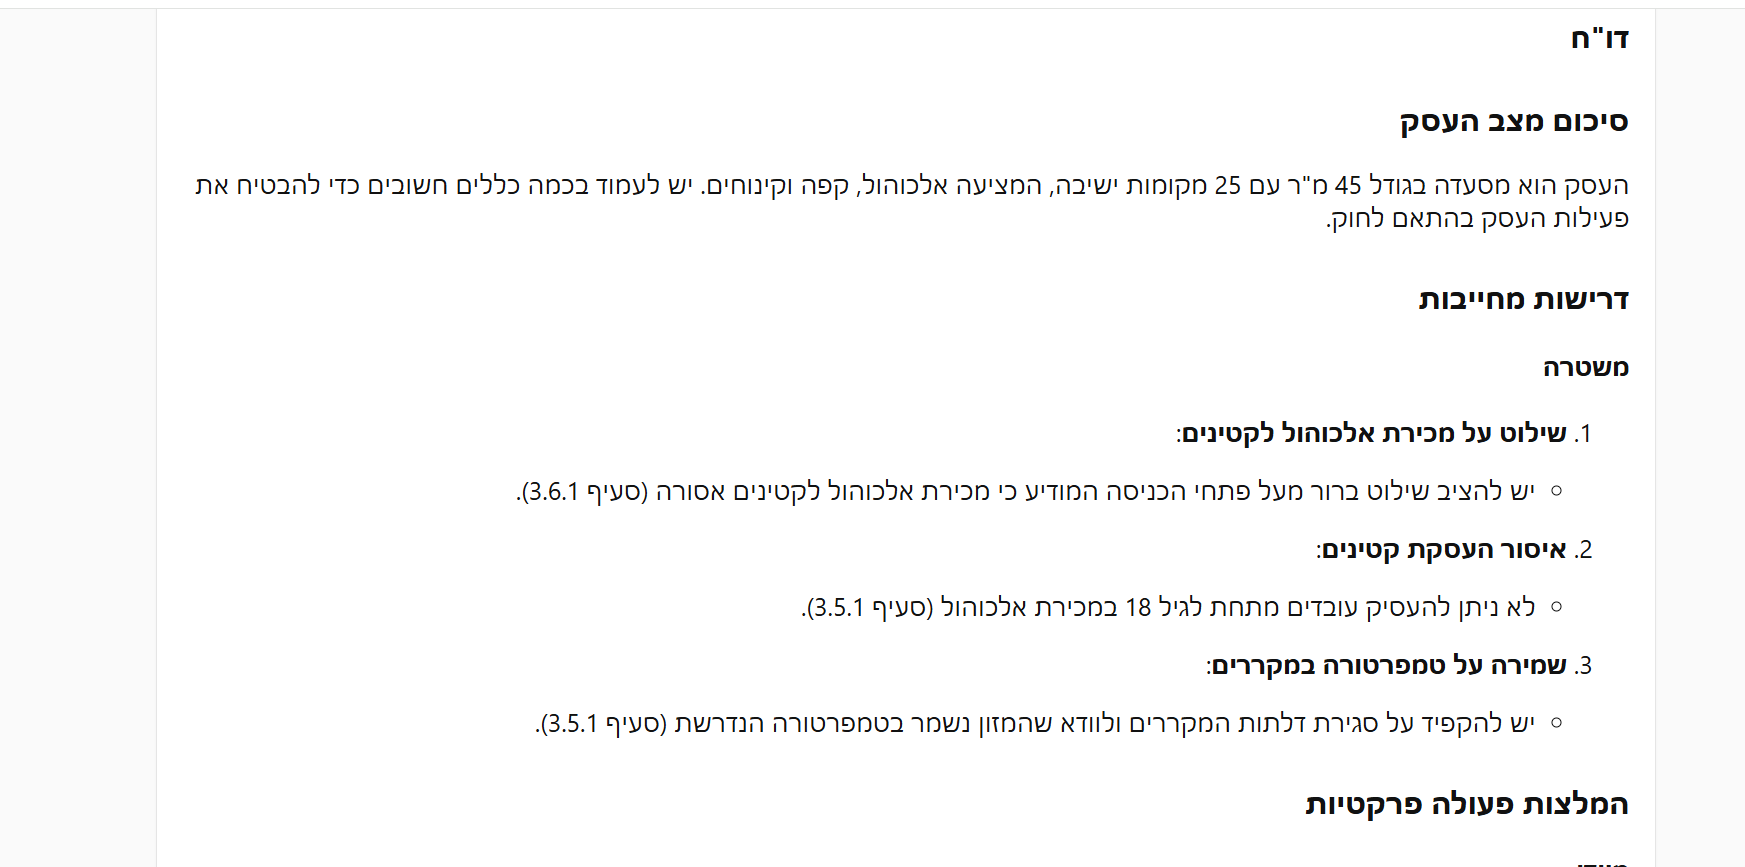 דו"ח
סיכום מצב העסק
העסק הוא מסעדה בגודל 45 מ"ר עם 25 מקומות ישיבה, המציעה אלכוהול, קפה וקינוחים. יש לעמוד בכמה כללים חשובים כדי להבטיח את
פעילות העסק בהתאם לחוק.
דרישות מחייבות
משטרה
1. שילוט על מכירת אלכוהול לקטינים:
○ יש להציב שילוט ברור מעל פתחי הכניסה המודיע כי מכירת אלכוהול לקטינים אסורה (סעיף 3.6.1).
2. איסור העסקת קטינים:
○ לא ניתן להעסיק עובדים מתחת לגיל 18 במכירת אלכוהול (סעיף 3.5.1).
3. שמירה על טמפרטורה במקררים:
○ יש להקפיד על סגירת דלתות המקררים ולוודא שהמזון נשמר בטמפרטורה הנדרשת (סעיף 3.5.1).
המלצות פעולה פרקטיות